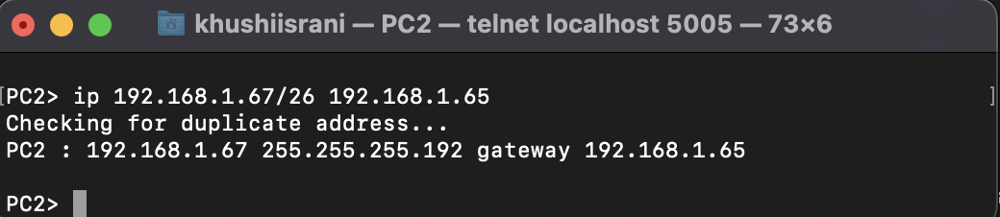 khushiisrani — PC2 — telnet localhost 5005 — 73×6
[PC2> ip 192.168.1.67/26 192.168.1.65 ]
Checking for duplicate address...
PC2 : 192.168.1.67 255.255.255.192 gateway 192.168.1.65
PC2>